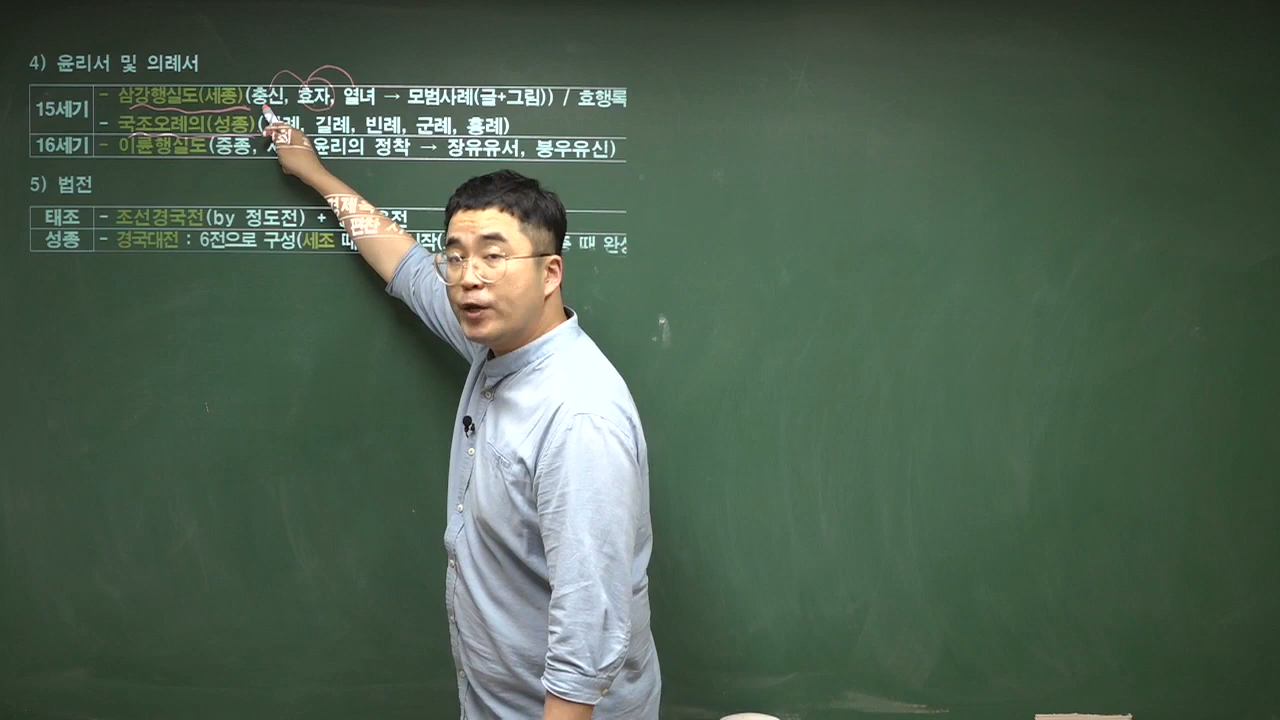 4) 윤리서 및 의례서
15세기 - 삼강행실도(세종)(충신, 효자, 열녀 → 모범사례(글+그림)) / 효행록
- 국조오례의(성종)( 길례, 빈례, 군례, 흉례)
16세기 - 이륜행실도(중종, 윤리의 정착 → 장유유서, 붕우유신)
5) 법전
태조 - 조선경국전(by 정도전) +
성종 - 경국대전 : 6전으로 구성(세조 때